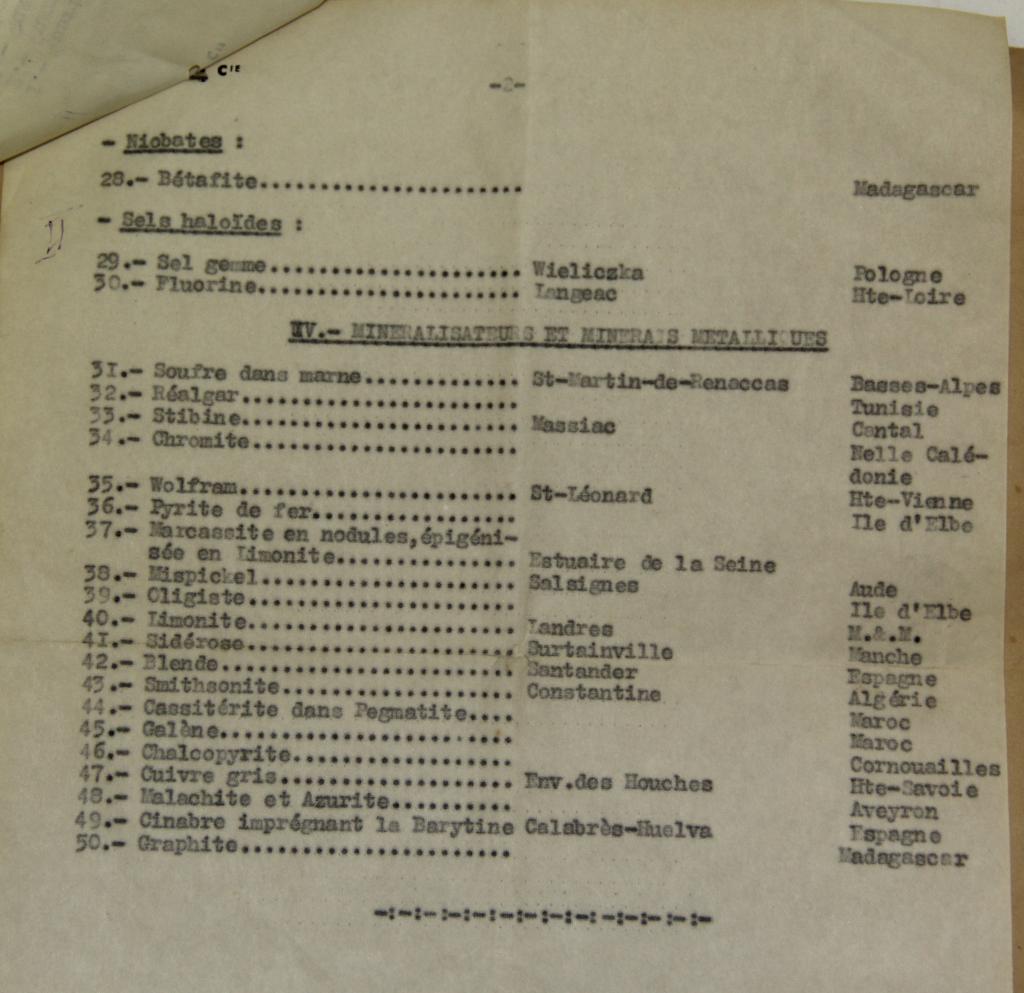 2 Cie
-2-
- Niobates :
28.- Bétafite...................... Madagascar
II
- Sels haloïdes :
29.- Sel gemme..................... Wieliczka Pologne
30.- Fluorine...................... Langeac Hte-Loire
IV.- MINERALISATEURS ET MINERAIS METALLIQUES
31.- Soufre dans marne............. St-Martin-de-Renaccas Basses-Alpes
32.- Réalgar....................... Tunisie
33.- Stibine....................... Massiac Cantal
34.- Chromite...................... Nelle Calé-
donie
35.- Wolfram....................... St-Léonard Hte-Vienne
36.- Pyrite de fer................. Ile d'Elbe
37.- Marcassite en nodules,épigéni-
sée en Limonite............... Estuaire de la Seine
38.- Mispickel..................... Salsignes Aude
39.- Oligiste...................... Ile d'Elbe
40.- Limonite...................... Landres M.&.M.
41.- Sidérose...................... Surtainville Manche
42.- Blende........................ Santander Espagne
43.- Smithsonite................... Constantine Algérie
44.- Cassitérite dans Pegmatite.... Maroc
45.- Galène........................ Maroc
46.- Chalcopyrite.................. Cornouailles
47.- Cuivre gris................... Env.des Houches Hte-Savoie
48.- Malachite et Azurite.......... Aveyron
49.- Cinabre imprégnant la Barytine Calabrès-Huelva Espagne
50.- Graphite...................... Madagascar
-:-:-:-:-:-:-:-:-:-:-:-:-